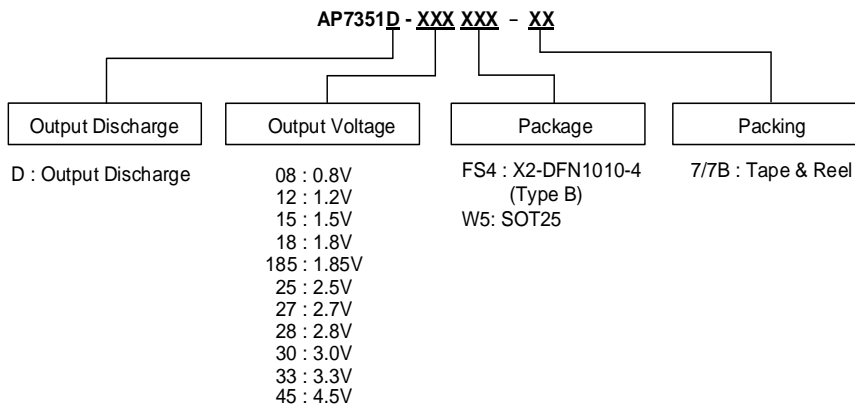 AP7351D - XXX XXX – XX
Output Discharge
Output Voltage
Package
Packing
D : Output Discharge
08 : 0.8V
12 : 1.2V
15 : 1.5V
18 : 1.8V
185 : 1.85V
25 : 2.5V
27 : 2.7V
28 : 2.8V
30 : 3.0V
33 : 3.3V
45 : 4.5V
FS4 : X2-DFN1010-4
(Type B)
W5: SOT25
7/7B : Tape & Reel